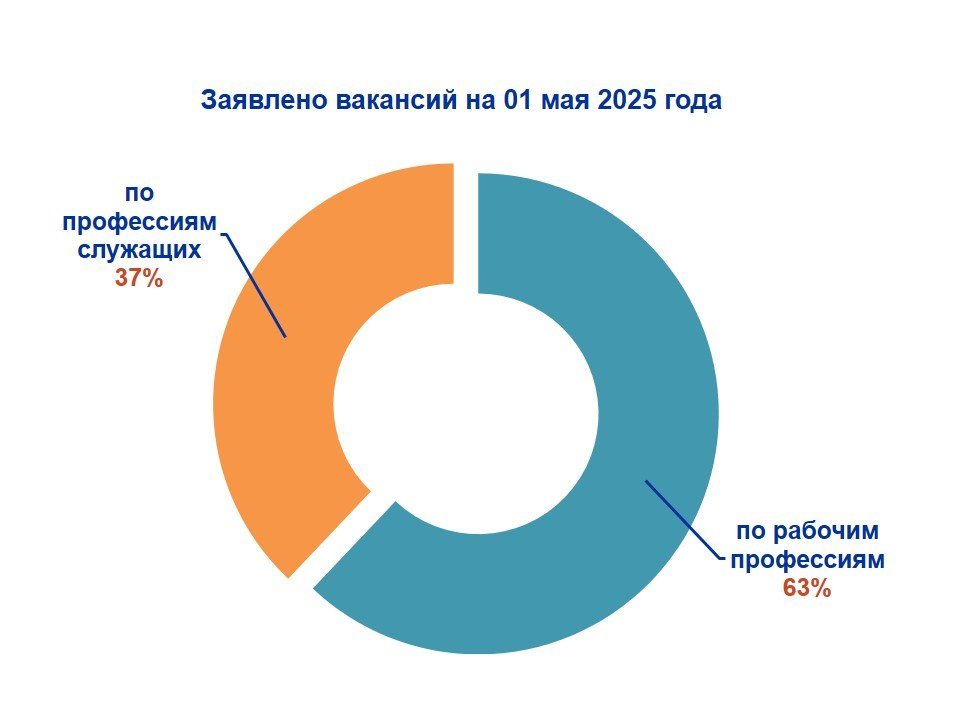 Заявлено вакансий на 01 мая 2025 года
по
профессиям
служащих
37%
по рабочим
профессиям
63%